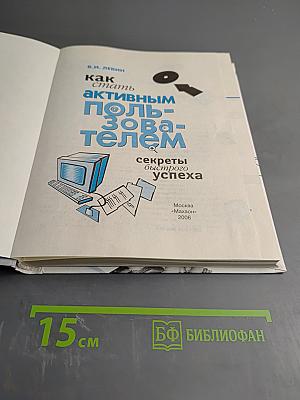 В.И. ЛЕВИН
как
стать
активным
ПОЛЬ-
ЗОВА-
ТЕЛЕМ
секреты
быстрого
успеха
Москва
«Махаон»
2006
15 см
БФ БИБЛИОФАН